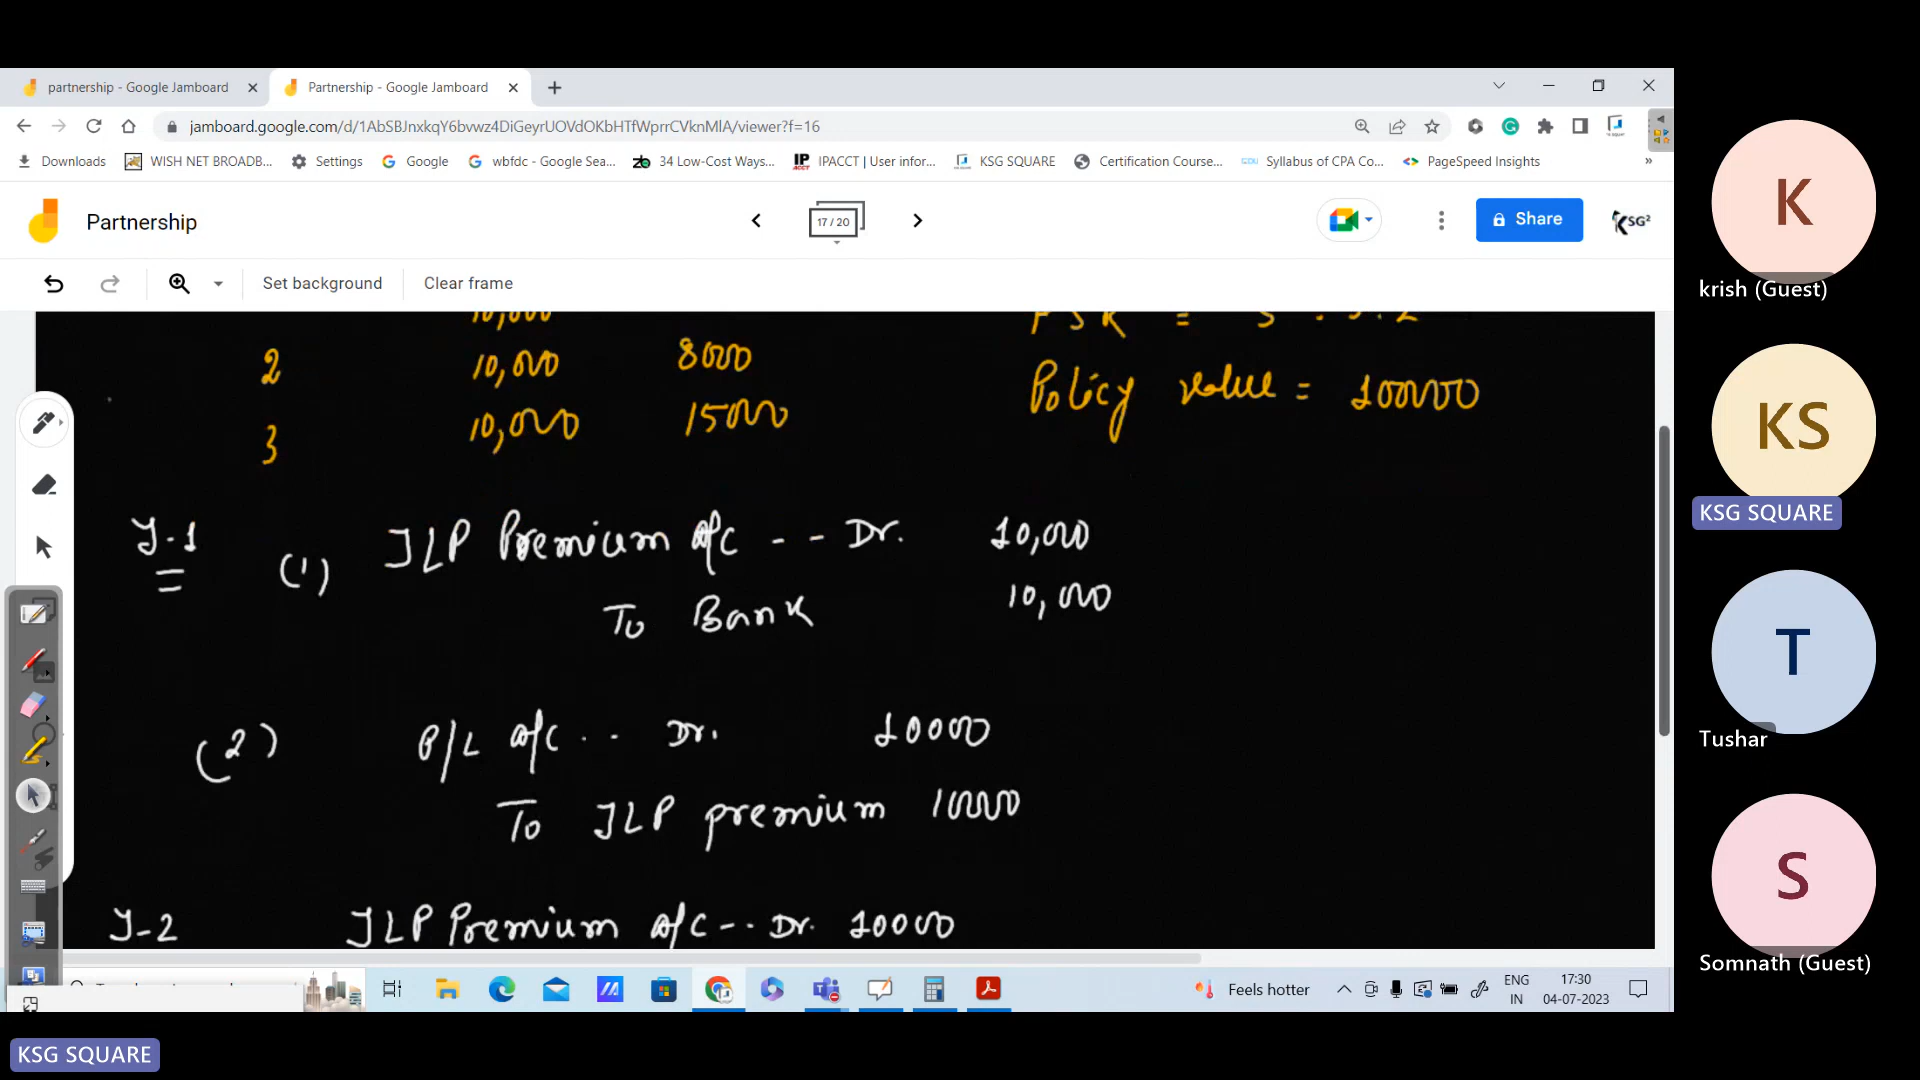 partnership - Google Jamboard
Partnership - Google Jamboard
jamboard.google.com/d/1AbSBJnxkqY6bvwz4DiGeyrUOVdOKbHTfWprrCVknMlA/viewer?f=16
Downloads WISH NET BROADB... Settings Google wbfdc - Google Sea... 34 Low-Cost Ways... IPACCT | User infor... KSG SQUARE Certification Course... Syllabus of CPA Co... PageSpeed Insights »
Partnership
17 / 20
Share
KSG²
Set background Clear frame
10,000
PSR =
2 10,000 8000
Policy value = 100000
3 10,000 15000
Y-1 (1) JLP Premium A/C - - Dr. 10,000
To Bank 10,000
(2) P/L A/C .. Dr. 10000
To JLP premium 10000
Y-2 JLP Premium A/C -.. Dr. 10000
Feels hotter
ENG
IN
17:30
04-07-2023
K
krish (Guest)
KS
KSG SQUARE
T
Tushar
S
Somnath (Guest)
KSG SQUARE